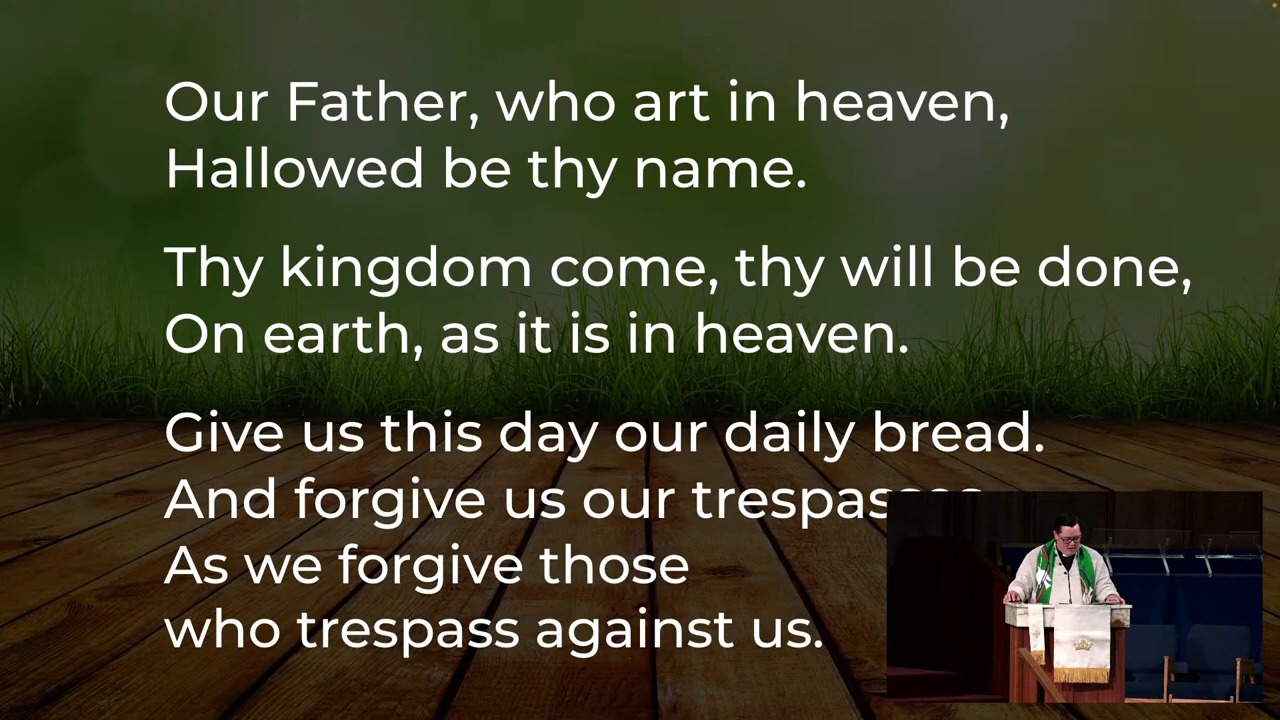 Our Father, who art in heaven,
Hallowed be thy name.
Thy kingdom come, thy will be done,
On earth, as it is in heaven.
Give us this day our daily bread.
And forgive us our trespasses
As we forgive those
who trespass against us.